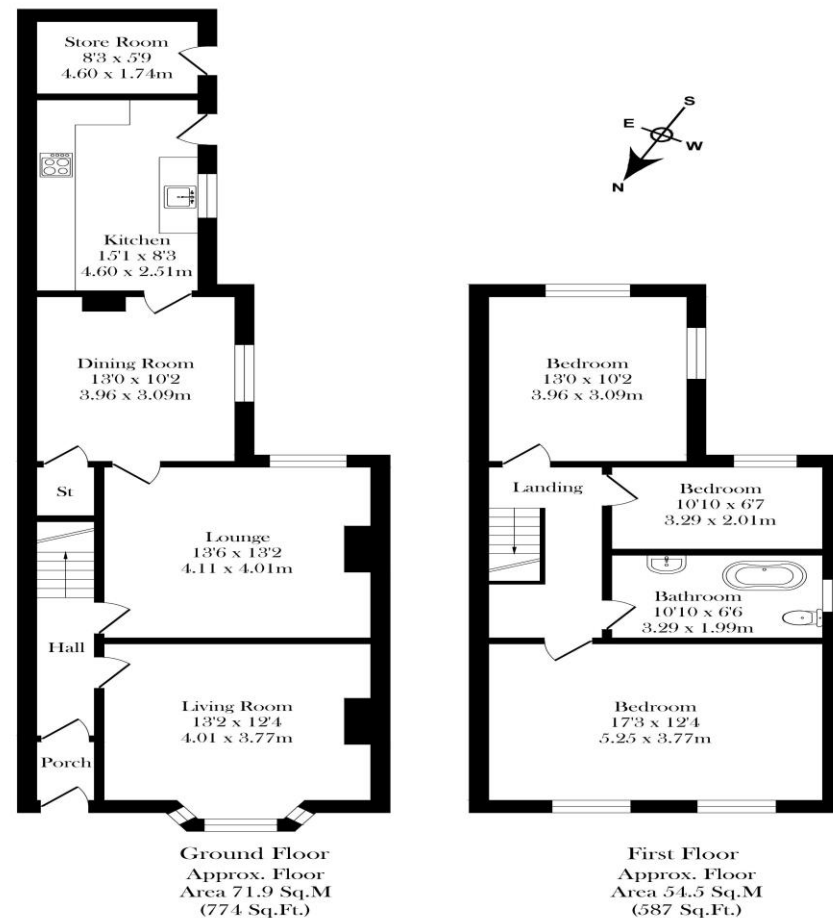 Store Room
8'3 x 5'9
4.60 x 1.74m
Kitchen
15'1 x 8'3
4.60 x 2.51m
Dining Room
13'0 x 10'2
3.96 x 3.09m
St
Lounge
13'6 x 13'2
4.11 x 4.01m
Hall
Living Room
13'2 x 12'4
4.01 x 3.77m
Porch
Ground Floor
Approx. Floor
Area 71.9 Sq.M
(774 Sq.Ft.)
S
E
W
N
Bedroom
13'0 x 10'2
3.96 x 3.09m
Landing
Bedroom
10'10 x 6'7
3.29 x 2.01m
Bathroom
10'10 x 6'6
3.29 x 1.99m
Bedroom
17'3 x 12'4
5.25 x 3.77m
First Floor
Approx. Floor
Area 54.5 Sq.M
(587 Sq.Ft.)